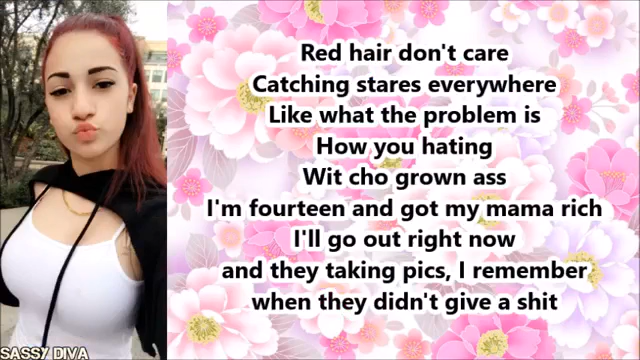 Red hair don't care
Catching stares everywhere
Like what the problem is
How you hating
Wit cho grown ass
I'm fourteen and got my mama rich
I'll go out right now
and they taking pics, I remember
when they didn't give a shit
SASSY DIVA